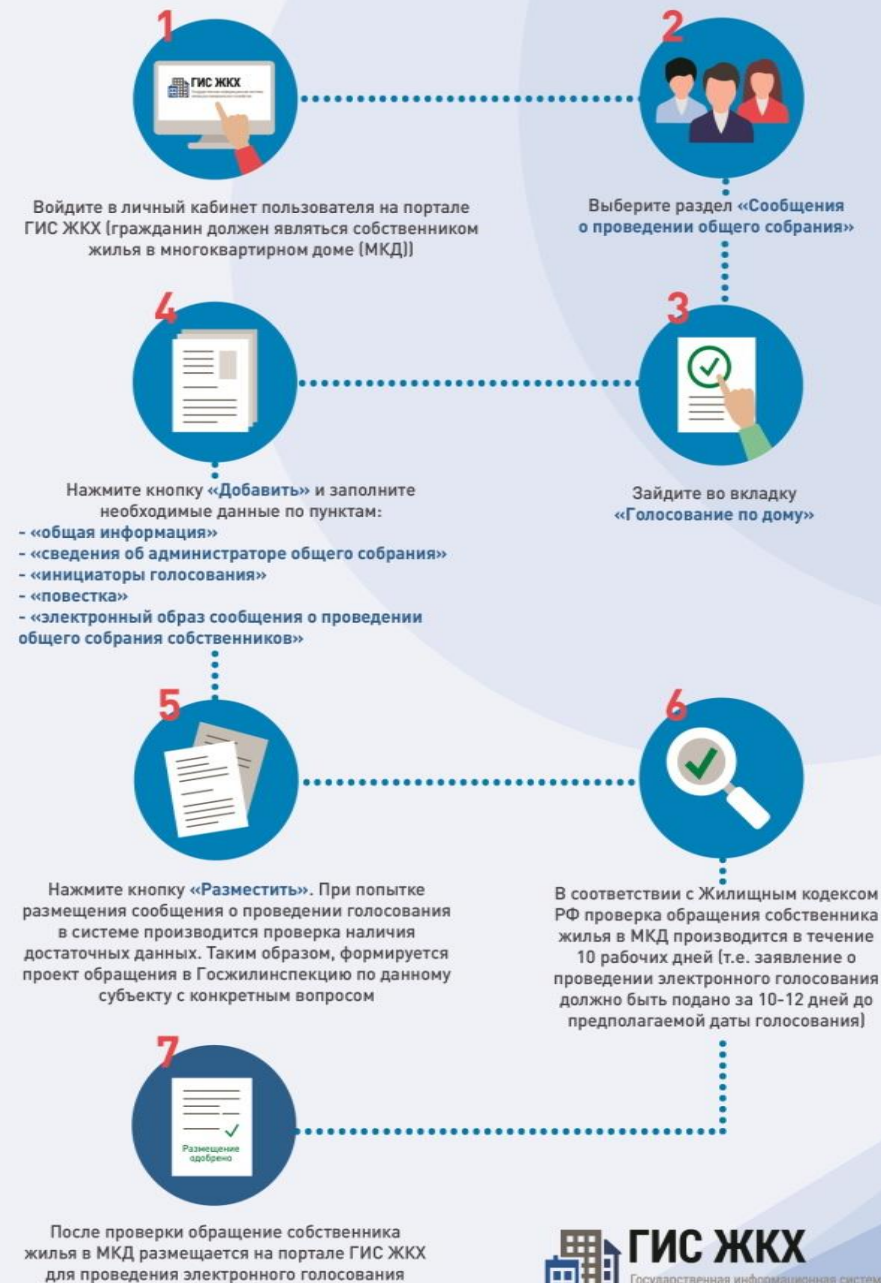 1
ГИС ЖКХ
Войдите в личный кабинет пользователя на портале
ГИС ЖКХ (гражданин должен являться собственником
жилья в многоквартирном доме (МКД))
2
Выберите раздел «Сообщения
о проведении общего собрания»
3
Зайдите во вкладку
«Голосование по дому»
4
Нажмите кнопку «Добавить» и заполните
необходимые данные по пунктам:
- «общая информация»
- «сведения об администраторе общего собрания»
- «инициаторы голосования»
- «повестка»
- «электронный образ сообщения о проведении
общего собрания собственников»
5
Нажмите кнопку «Разместить». При попытке
размещения сообщения о проведении голосования
в системе производится проверка наличия
достаточных данных. Таким образом, формируется
проект обращения в Госжилинспекцию по данному
субъекту с конкретным вопросом
6
В соответствии с Жилищным кодексом
РФ проверка обращения собственника
жилья в МКД производится в течение
10 рабочих дней (т.е. заявление о
проведении электронного голосования
должно быть подано за 10-12 дней до
предполагаемой даты голосования)
7
Размещение
одобрено
После проверки обращение собственника
жилья в МКД размещается на портале ГИС ЖКХ
для проведения электронного голосования
ГИС ЖКХ
Государственная информационная